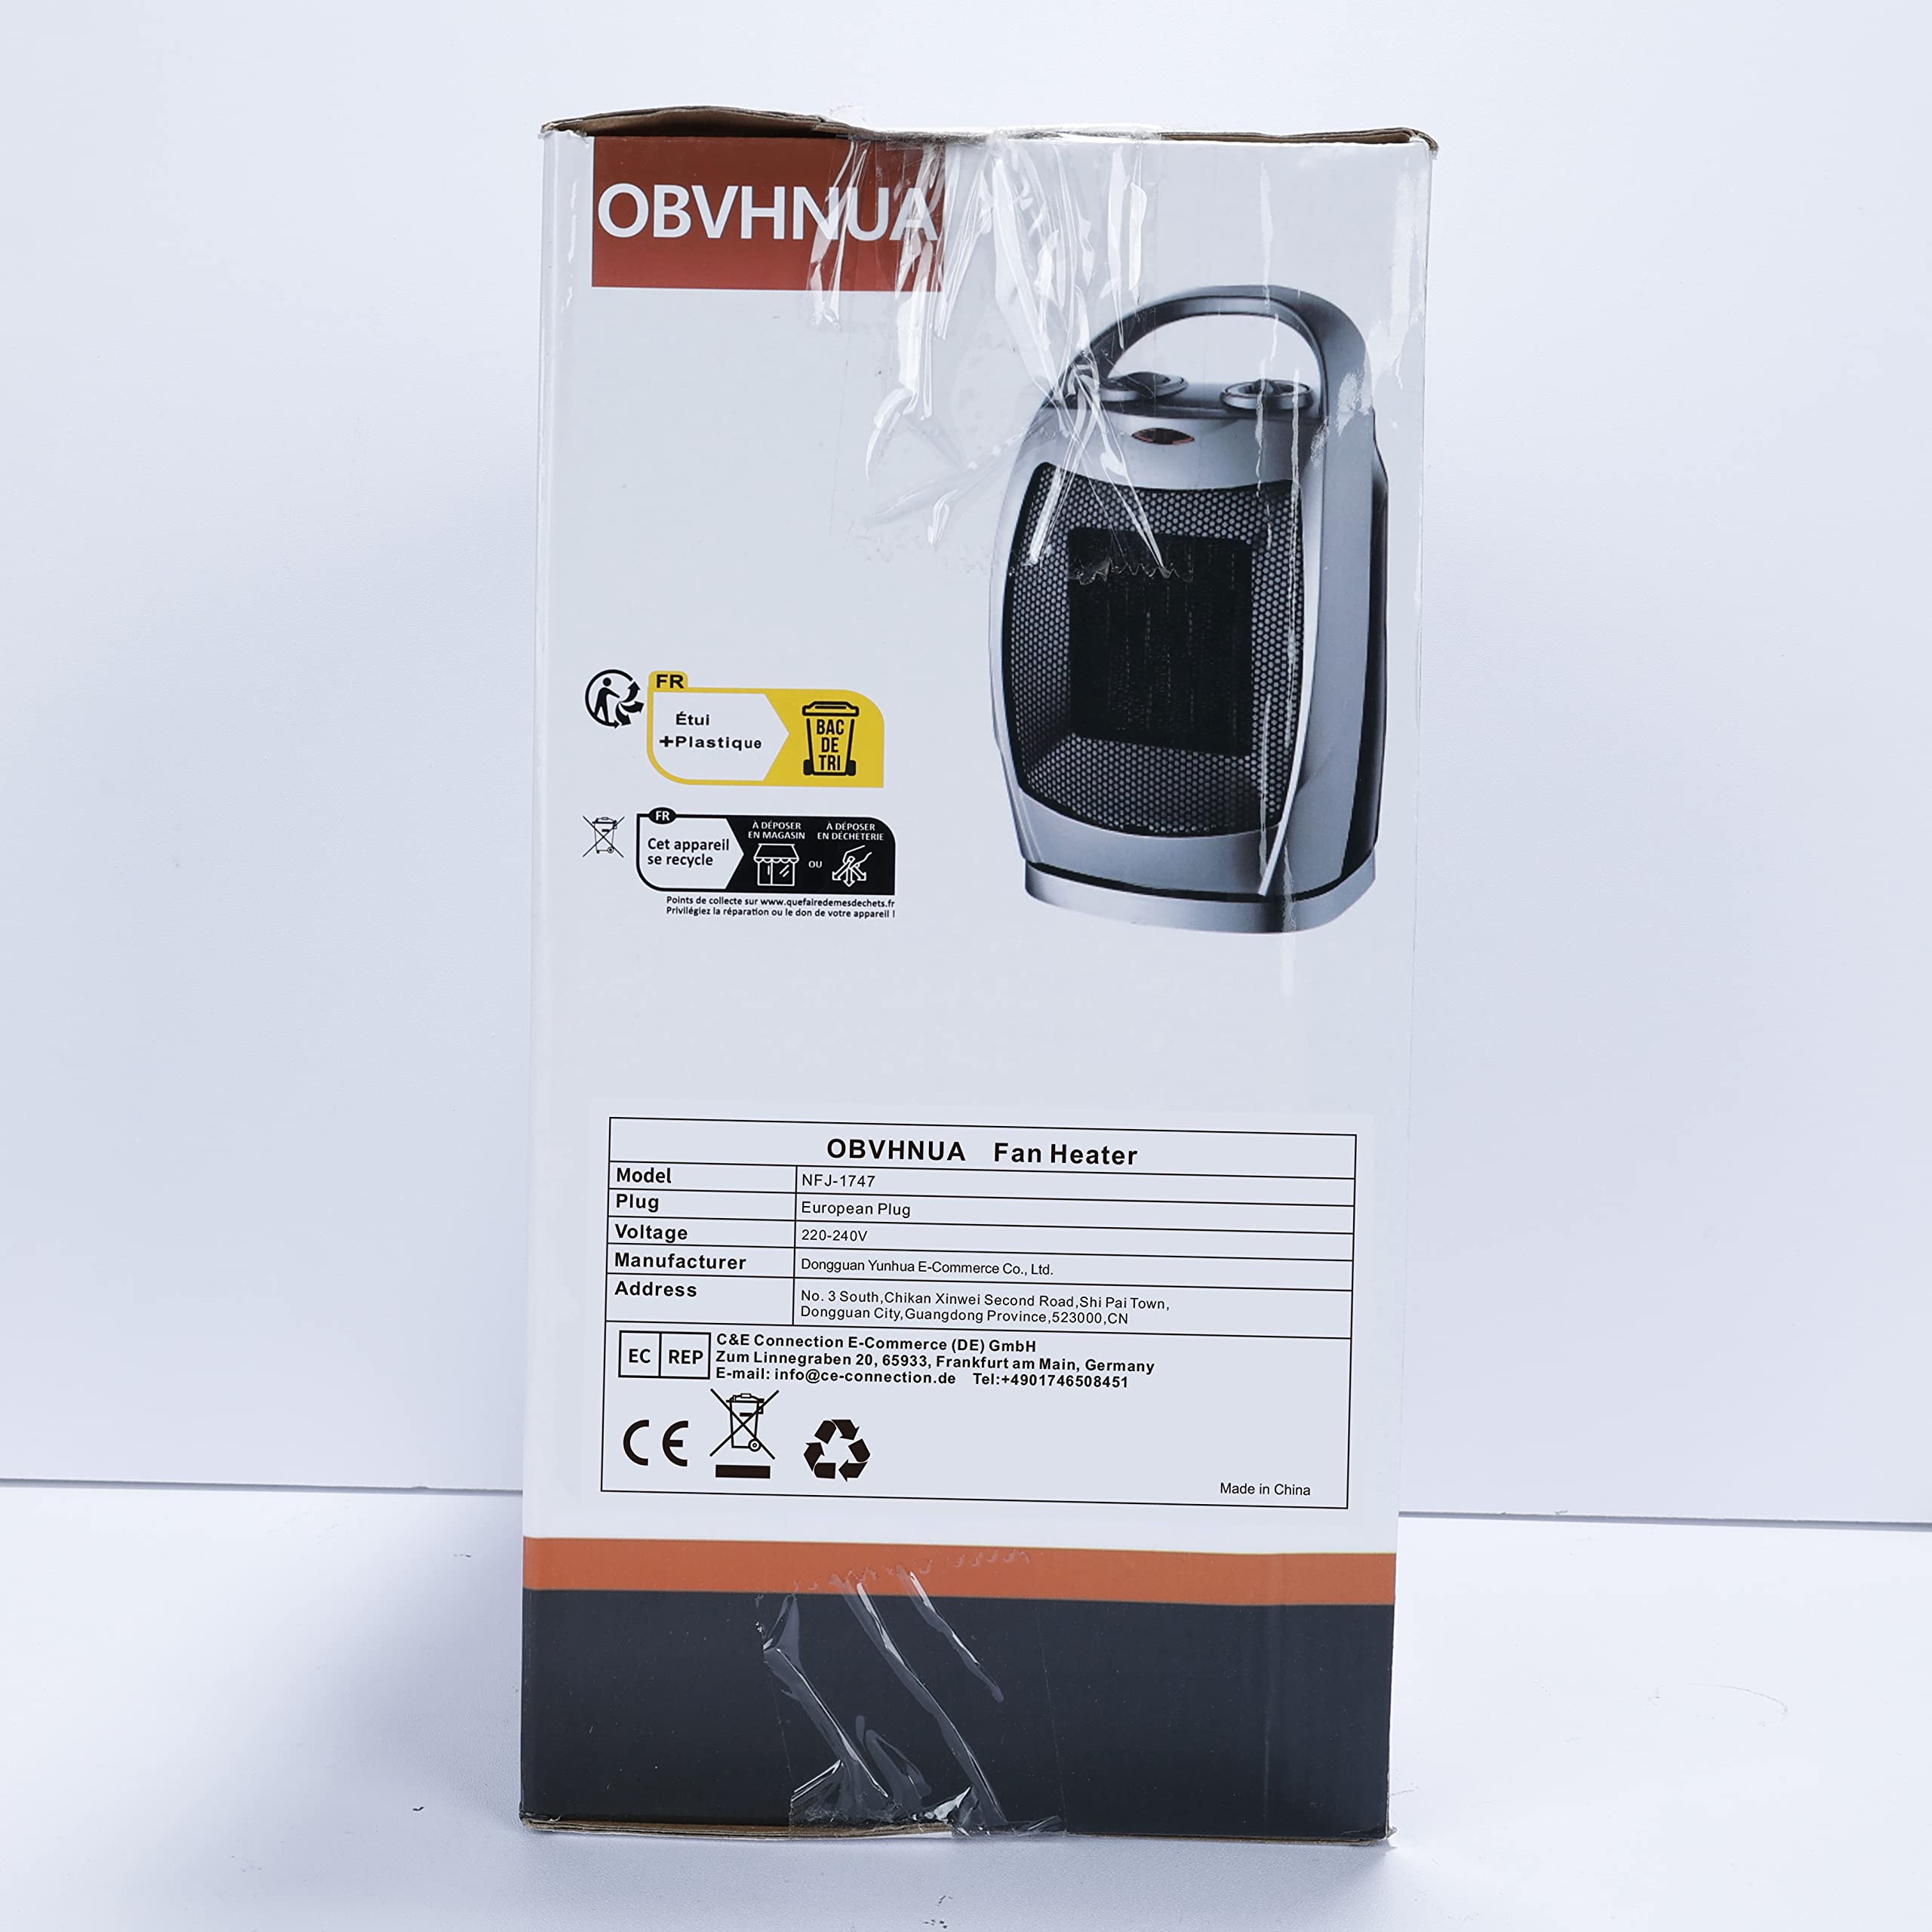 OBVHNUA
FR
Étui
+Plastique
BAC
DE
TRI
FR
Cet appareil
se recycle
À DÉPOSER
EN MAGASIN
OU
À DÉPOSER
EN DÉCHÈTERIE
Points de collecte sur www.quefairedemesdechets.fr
Privilégiez la réparation ou le don de votre appareil !
OBVHNUA Fan Heater
Model NFJ-1747
Plug European Plug
Voltage 220-240V
Manufacturer Dongguan Yunhua E-Commerce Co., Ltd.
Address No. 3 South,Chikan Xinwei Second Road,Shi Pai Town,
Dongguan City,Guangdong Province,523000,CN
EC REP
C&E Connection E-Commerce (DE) GmbH
Zum Linnegraben 20, 65933, Frankfurt am Main, Germany
E-mail: info@ce-connection.de Tel:+4901746508451
CE
Made in China